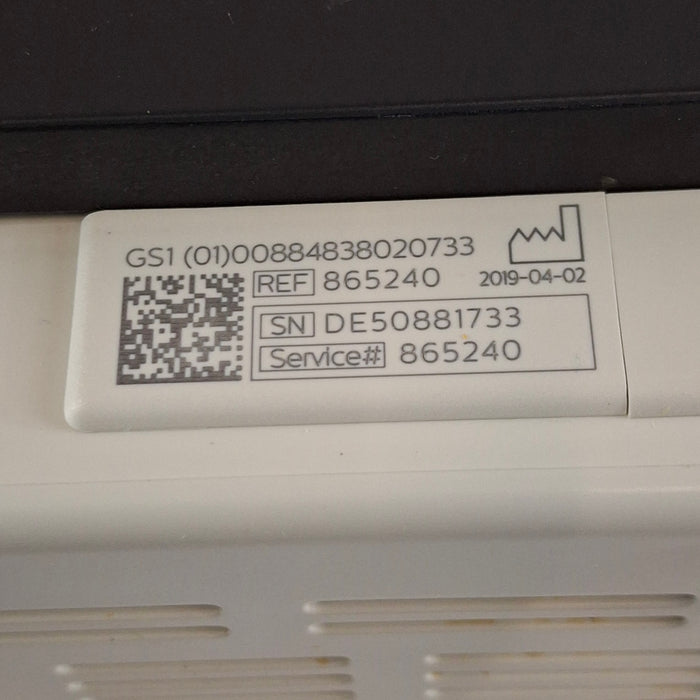 GS1 (01)00884838020733
REF 865240 2019-04-02
SN DE50881733
Service# 865240